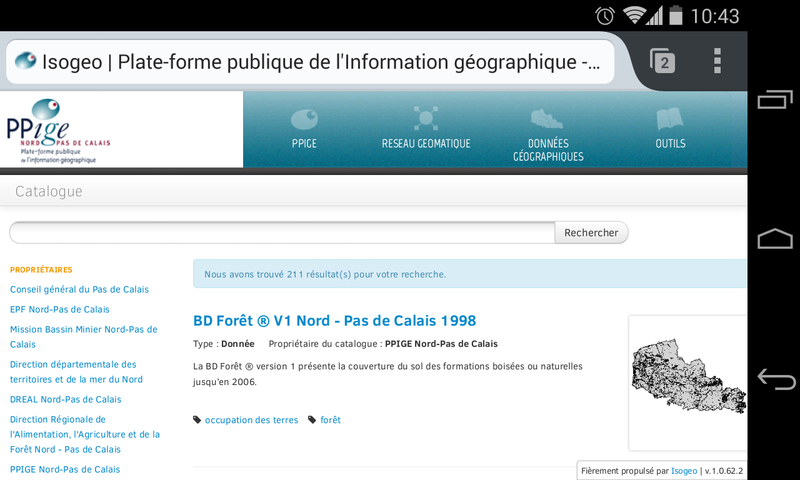 10:43
Isogeo | Plate-forme publique de l'Information géographique -...
2
PPige
NORD PAS DE CALAIS
Plate-forme publique
de l'information géographique
PPIGE
RESEAU GEOMATIQUE
DONNÉES
GÉOGRAPHIQUES
OUTILS
Catalogue
Rechercher
PROPRIÉTAIRES
Conseil général du Pas de Calais
EPF Nord-Pas de Calais
Mission Bassin Minier Nord-Pas de
Calais
Direction départementale des
territoires et de la mer du Nord
DREAL Nord-Pas de Calais
Direction Régionale de
l'Alimentation, l'Agriculture et de la
Forêt Nord - Pas de Calais
PPIGE Nord-Pas de Calais
Nous avons trouvé 211 résultat(s) pour votre recherche.
BD Forêt ® V1 Nord - Pas de Calais 1998
Type : Donnée Propriétaire du catalogue : PPIGE Nord-Pas de Calais
La BD Forêt ® version 1 présente la couverture du sol des formations boisées ou naturelles
jusqu'en 2006.
occupation des terres forêt
Fièrement propulsé par Isogeo | v.1.0.62.2